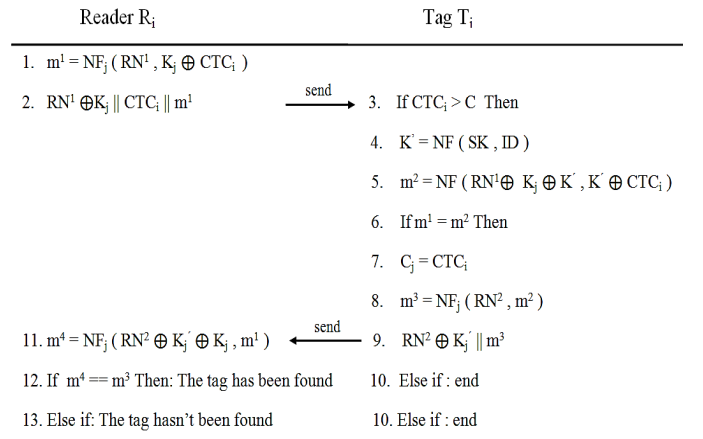 Reader Rᵢ
Tag Tᵢ
1. m¹ = NFⱼ ( RN¹ , Kⱼ ⊕ CTCᵢ )
2. RN¹ ⊕Kⱼ || CTCᵢ || m¹
send
3. If CTCᵢ > C Then
4. K' = NF ( SK , ID )
5. m² = NF ( RN¹⊕ Kⱼ ⊕ K′ , K′ ⊕ CTCᵢ )
6. If m¹ = m² Then
7. Cⱼ = CTCᵢ
8. m³ = NFⱼ ( RN² , m² )
11. m⁴ = NFⱼ ( RN² ⊕ Kⱼ′ ⊕ Kⱼ , m¹ )
send
9. RN² ⊕ Kⱼ′ || m³
12. If m⁴ == m³ Then: The tag has been found
10. Else if : end
13. Else if: The tag hasn’t been found
10. Else if : end